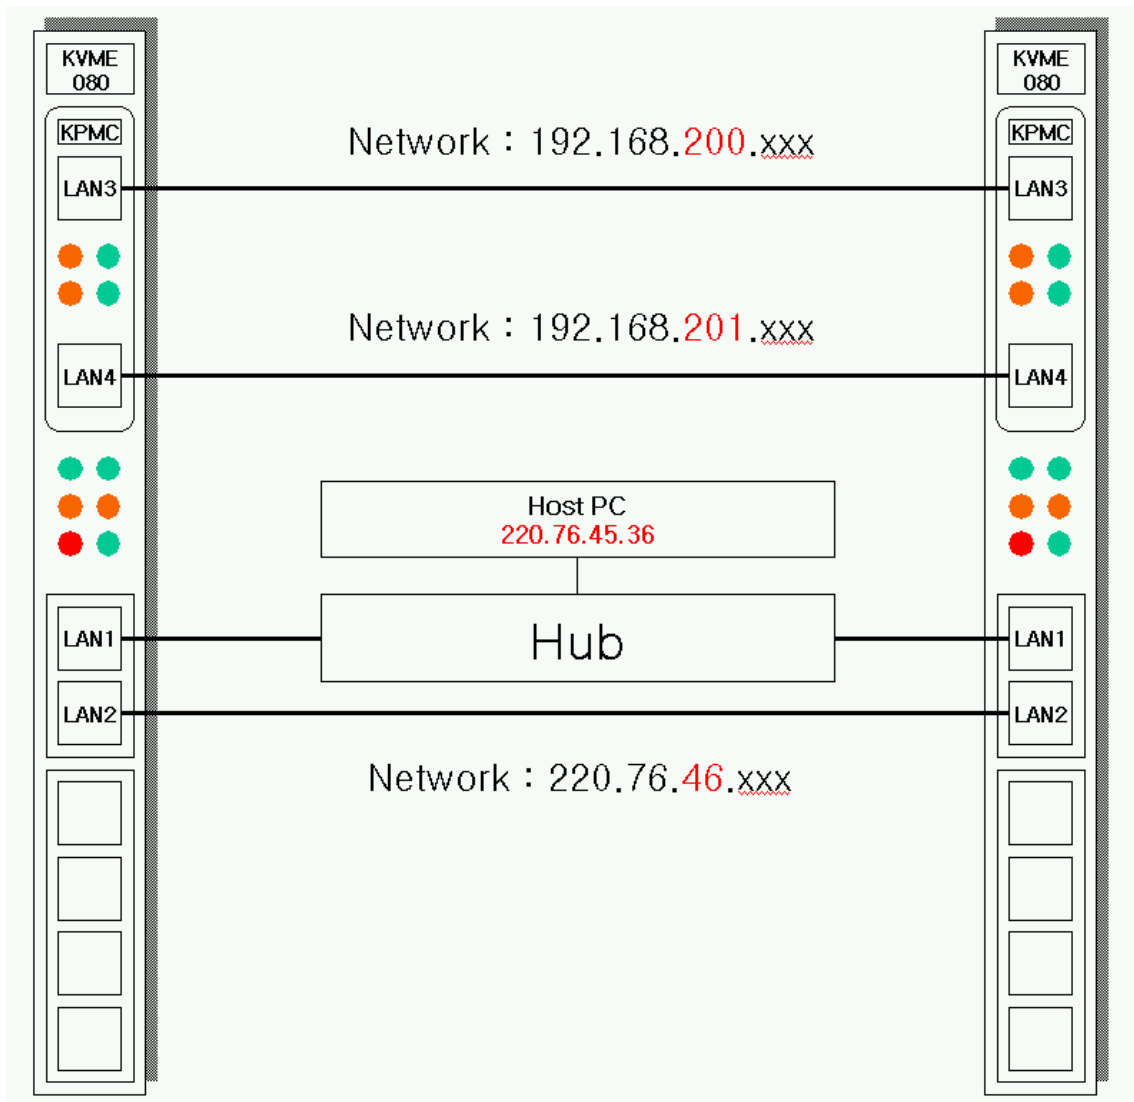 KVME
080
KVME
080
KPMC
KPMC
Network : 192.168.200.xxx
LAN3
LAN3
Network : 192.168.201.xxx
LAN4
LAN4
Host PC
220.76.45.36
LAN1
Hub
LAN1
LAN2
LAN2
Network : 220.76.46.xxx